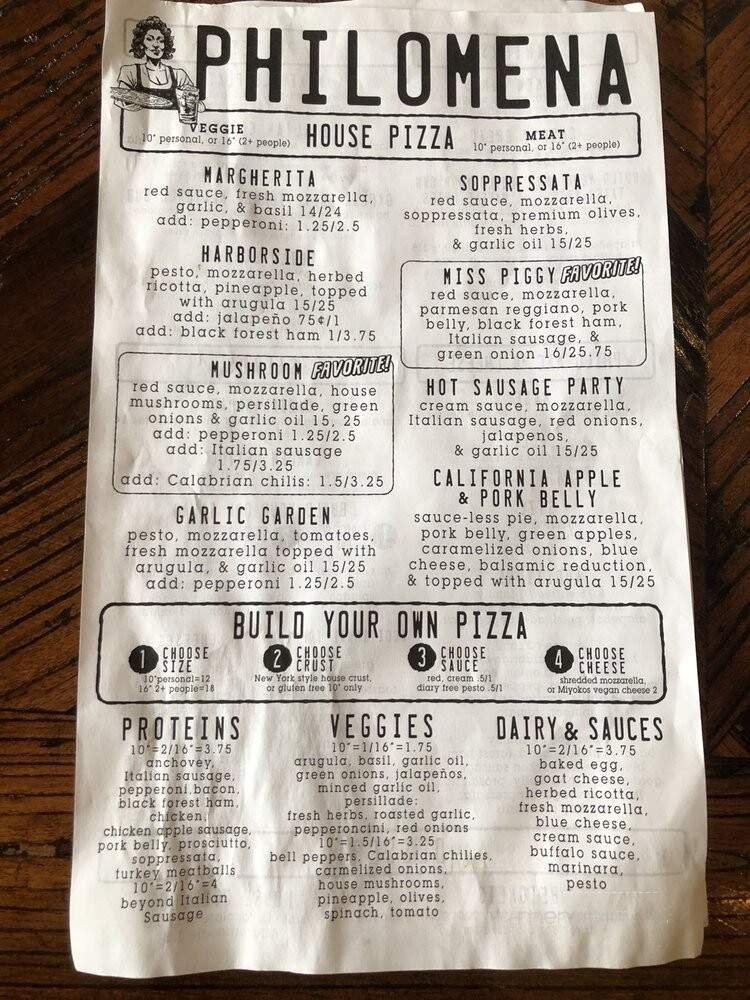 PHILOMENA
HOUSE PIZZA
VEGGIE
10" personal, or 16" (2+ people)
MEAT
10" personal, or 16" (2+ people)
MARGHERITA
red sauce, fresh mozzarella,
garlic, & basil 14/24
add: pepperoni: 1.25/2.5
HARBORSIDE
pesto, mozzarella, herbed
ricotta, pineapple, topped
with arugula 15/25
add: jalapeño 75¢/1
add: black forest ham 1/3.75
MUSHROOM FAVORITE!
red sauce, mozzarella, house
mushrooms, persillade, green
onions & garlic oil 15, 25
add: pepperoni 1.25/2.5
add: Italian sausage
1.75/3.25
add: Calabrian chilis: 1.5/3.25
GARLIC GARDEN
pesto, mozzarella, tomatoes,
fresh mozzarella topped with
arugula, & garlic oil 15/25
add: pepperoni 1.25/2.5
SOPPRESSATA
red sauce, mozzarella,
soppressata, premium olives,
fresh herbs,
& garlic oil 15/25
MISS PIGGY FAVORITE!
red sauce, mozzarella,
parmesan reggiano, pork
belly, black forest ham,
Italian sausage, &
green onion 16/25.75
HOT SAUSAGE PARTY
cream sauce, mozzarella,
Italian sausage, red onions,
jalapenos,
& garlic oil 15/25
CALIFORNIA APPLE
& PORK BELLY
sauce-less pie, mozzarella,
pork belly, green apples,
caramelized onions, blue
cheese, balsamic reduction,
& topped with arugula 15/25
BUILD YOUR OWN PIZZA
1 CHOOSE
SIZE
10"personal=12
16" 2+ people=18
2 CHOOSE
CRUST
New York style house crust,
or gluten free 10" only
3 CHOOSE
SAUCE
red, cream .5/1
diary free pesto .5/1
4 CHOOSE
CHEESE
shredded mozzarella,
or Miyokos vegan cheese 2
PROTEINS
10"=2/16"=3.75
anchovey,
Italian sausage,
pepperoni,bacon,
black forest ham,
chicken,
chicken apple sausage,
pork belly, prosciutto,
soppressata,
turkey meatballs
10"=2/16"=4
beyond Italian
Sausage
VEGGIES
10"=1/16"=1.75
arugula, basil, garlic oil,
green onions, jalapeños,
minced garlic oil,
persillade:
fresh herbs, roasted garlic,
pepperoncini, red onions
10"=1.5/16"=3.25
bell peppers, Calabrian chilies,
carmelized onions,
house mushrooms,
pineapple, olives,
spinach, tomato
DAIRY & SAUCES
10"=2/16"=3.75
baked egg,
goat cheese,
herbed ricotta,
fresh mozzarella,
blue cheese,
cream sauce,
buffalo sauce,
marinara,
pesto